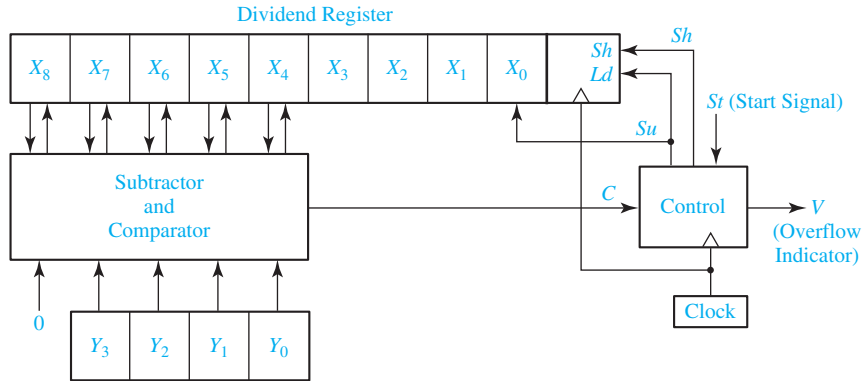 Dividend Register
X8 X7 X6 X5 X4 X3 X2 X1 X0 Sh
Ld
Sh
St (Start Signal)
Su
Subtractor
and
Comparator
C
Control
V
(Overflow
Indicator)
0
Clock
Y3 Y2 Y1 Y0